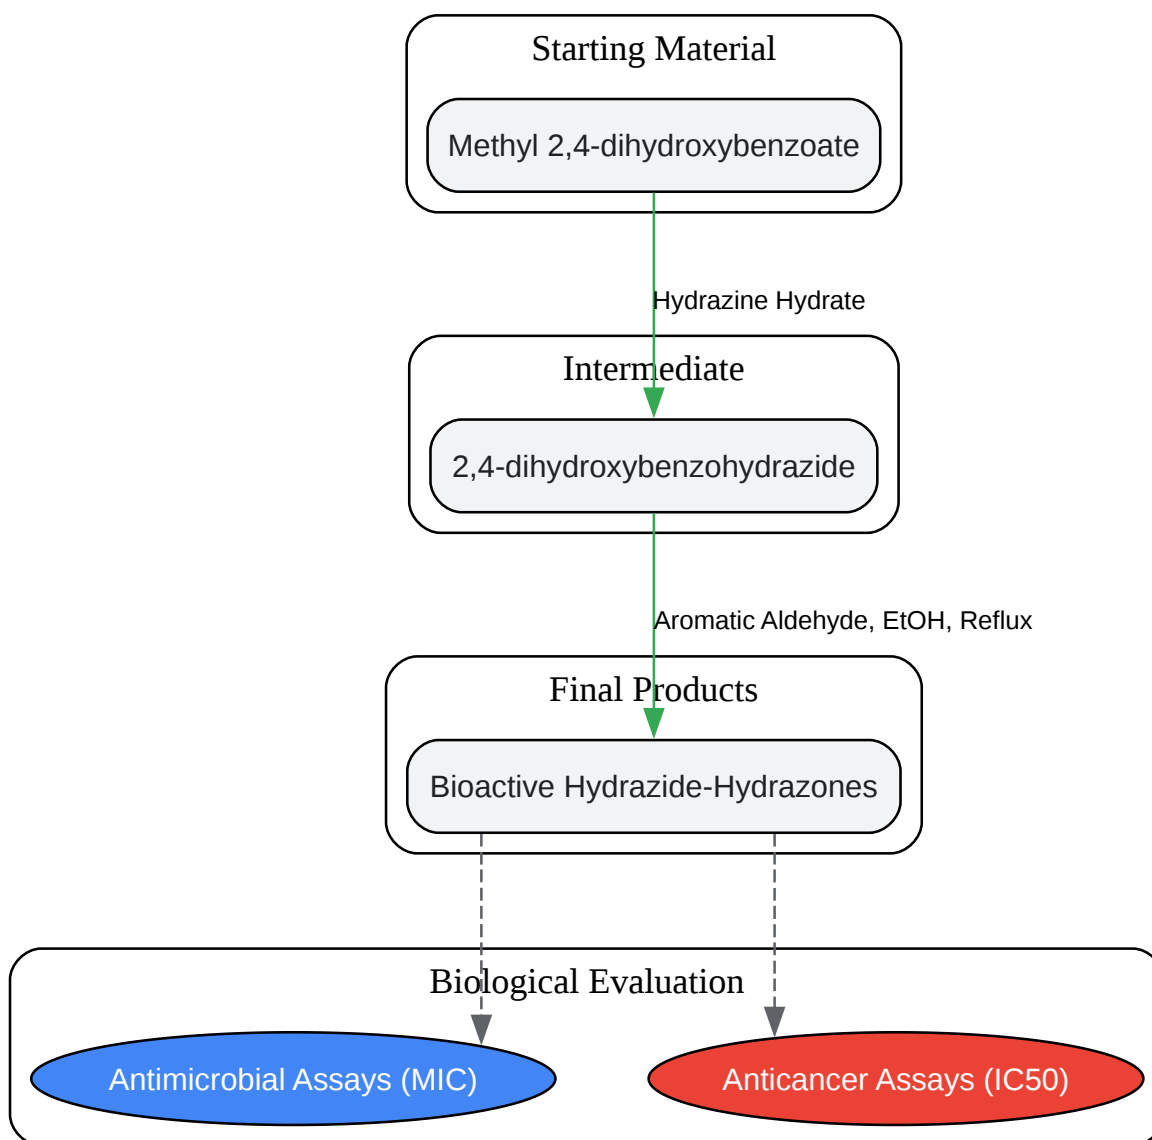 Starting Material
Methyl 2,4-dihydroxybenzoate
Hydrazine Hydrate
Intermediate
2,4-dihydroxybenzohydrazide
Aromatic Aldehyde, EtOH, Reflux
Final Products
Bioactive Hydrazide-Hydrazones
Biological Evaluation
Antimicrobial Assays (MIC)
Anticancer Assays (IC50)